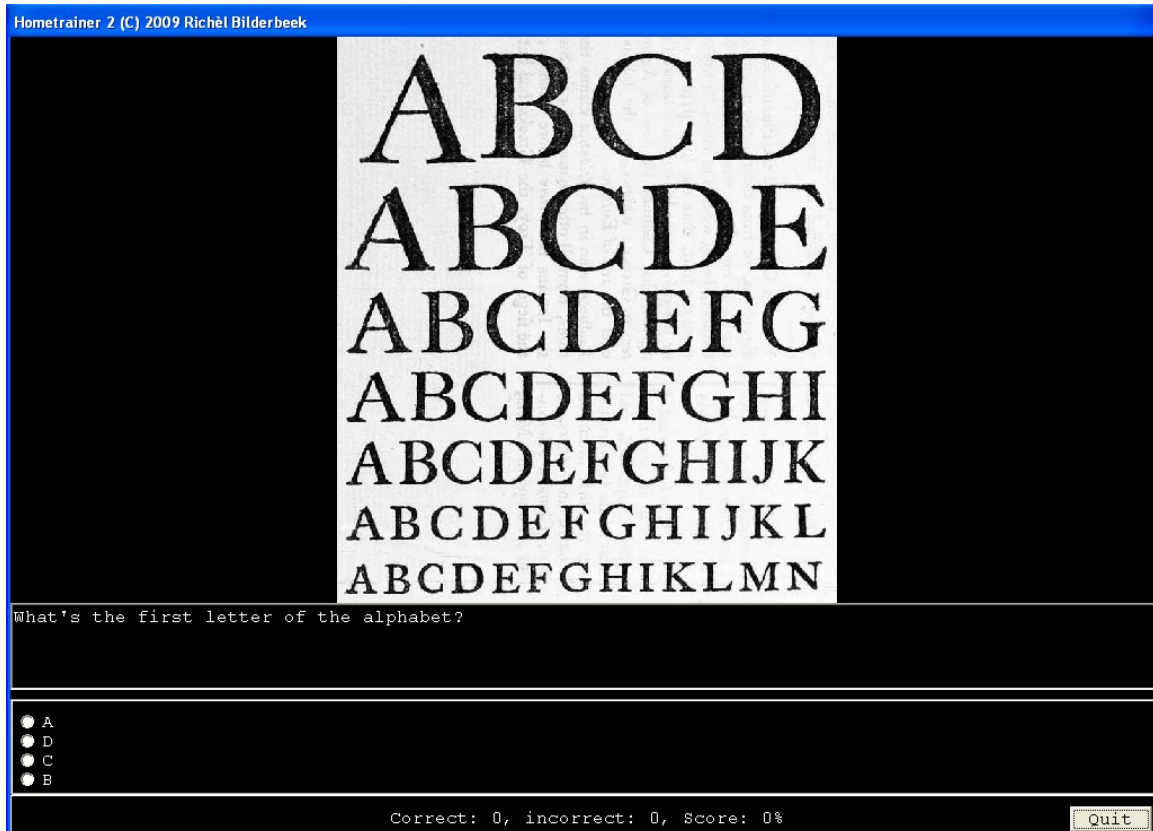 Hometrainer 2 (C) 2009 Richèl Bilderbeek
ABCD
ABCDE
ABCDEFG
ABCDEFGHI
ABCDEFGHIJK
ABCDEFGHIJKL
ABCDEFGHIKLMN
What's the first letter of the alphabet?
A
D
C
B
Correct: 0, incorrect: 0, Score: 0%
Quit